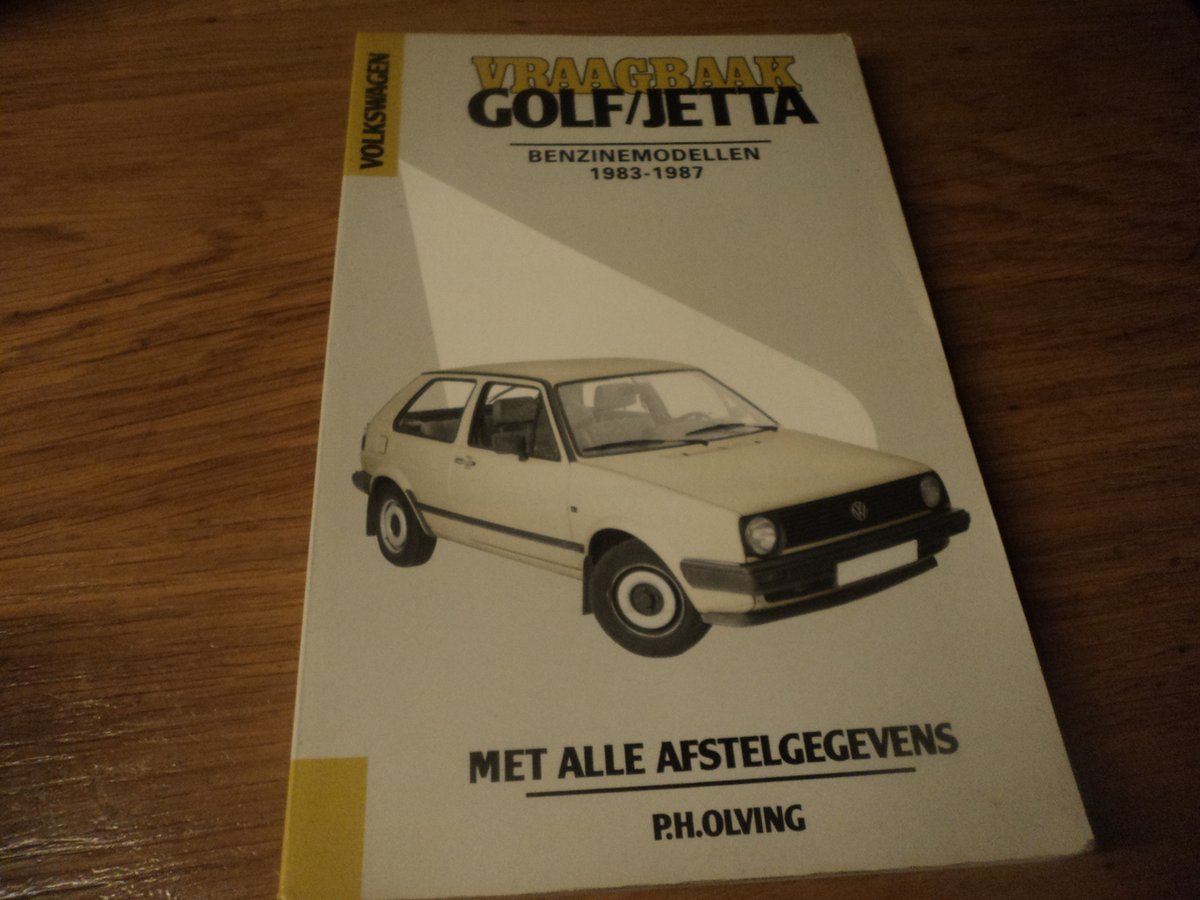 VOLKSWAGEN
VRAAGBAAK
GOLF/JETTA
BENZINEMODELLEN
1983-1987
MET ALLE AFSTELGEGEVENS
P.H.OLVING